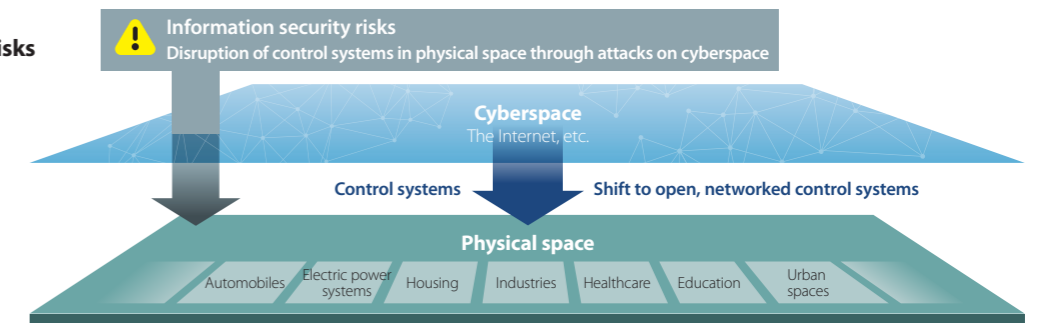 isks
Information security risks
Disruption of control systems in physical space through attacks on cyberspace
Cyberspace
The Internet, etc.
Control systems
Shift to open, networked control systems
Physical space
Automobiles
Electric power
systems
Housing
Industries
Healthcare
Education
Urban
spaces